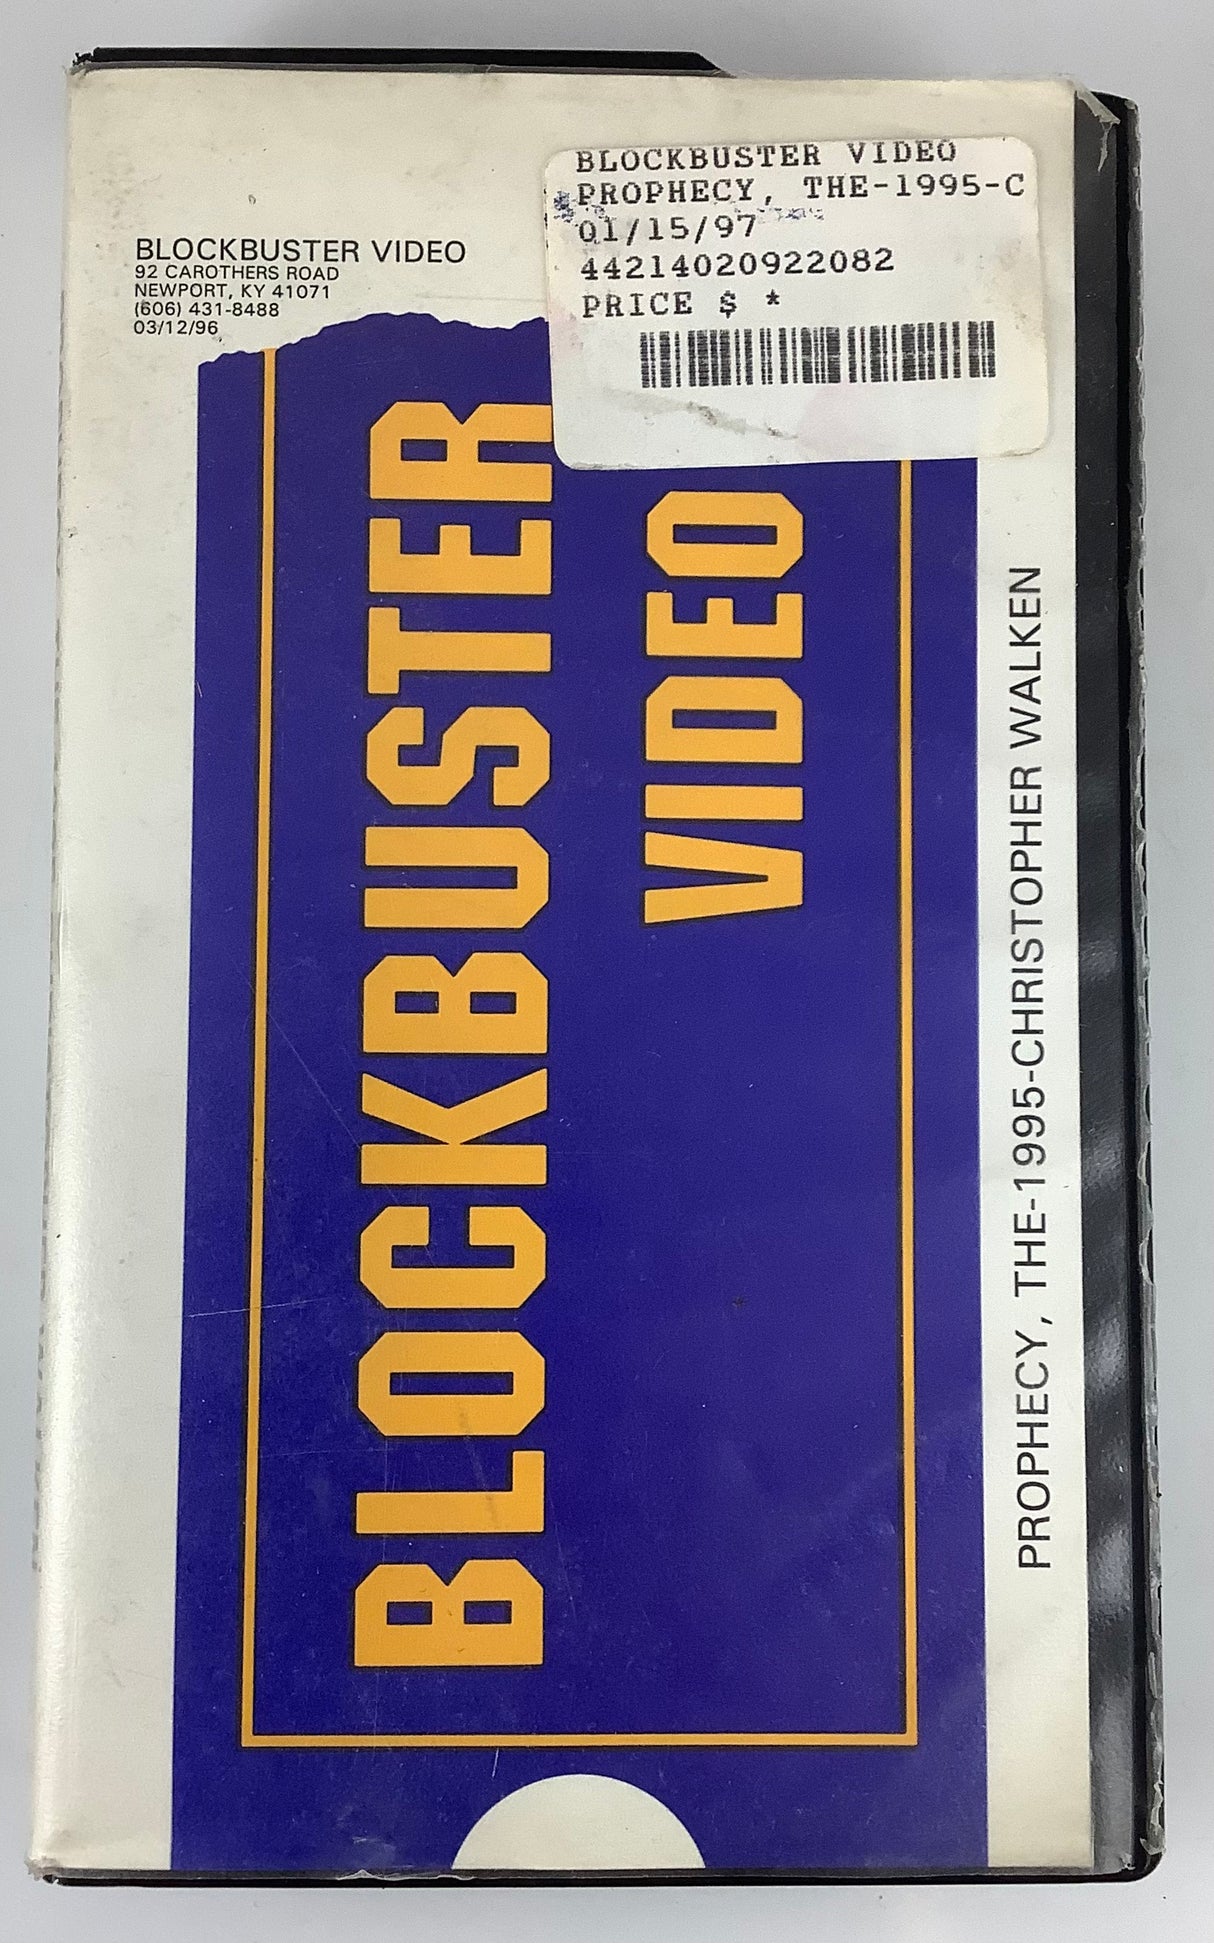 BLOCKBUSTER VIDEO
PROPHECY, THE-1995-C
01/15/97
44214020922082
PRICE $ *
BLOCKBUSTER VIDEO
92 CAROTHERS ROAD
NEWPORT, KY 41071
(606) 431-8488
03/12/96
BLOCKBUSTER
VIDEO
PROPHECY, THE-1995-CHRISTOPHER WALKEN